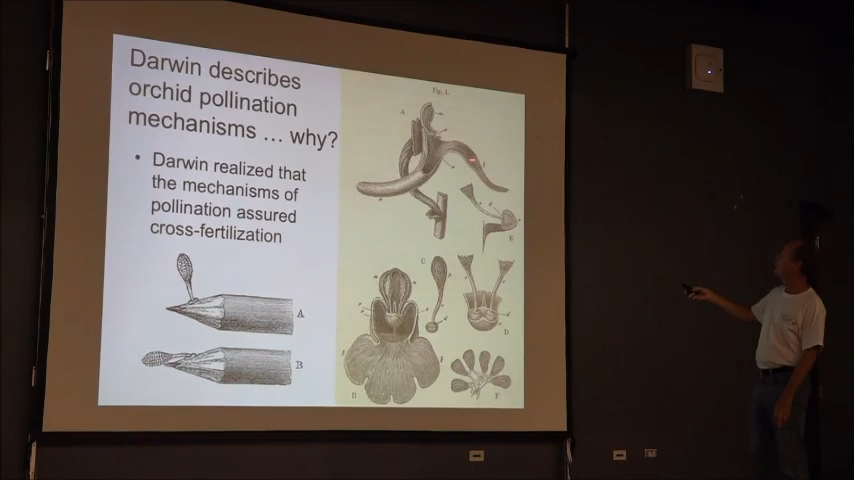 Darwin describes
orchid pollination
mechanisms … why?
• Darwin realized that
the mechanisms of
pollination assured
cross-fertilization
A
B
Fig. 1.
A
E
C
D
B
F